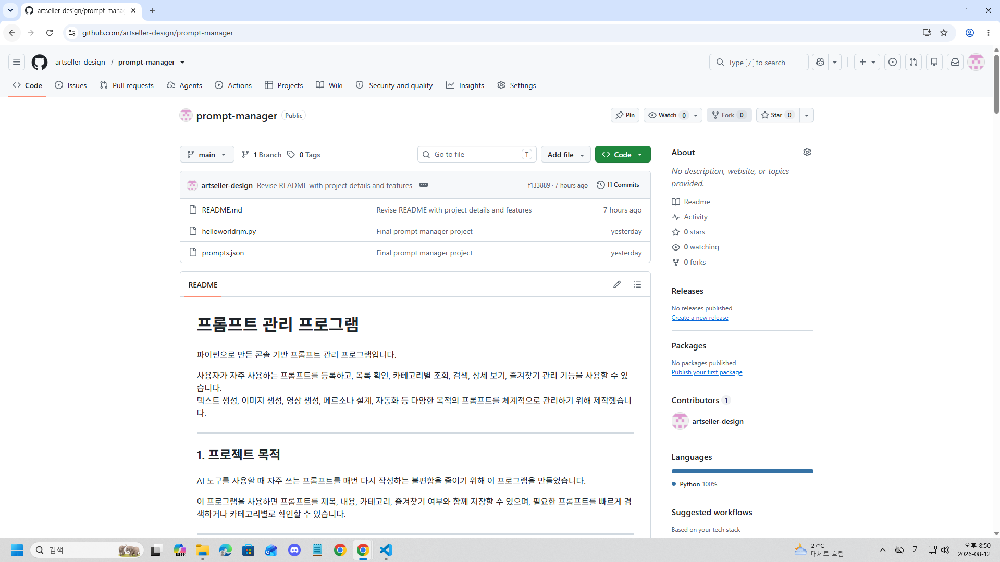 artseller-design/prompt-mana
github.com/artseller-design/prompt-manager
artseller-design / prompt-manager
Type / to search
Code Issues Pull requests Agents Actions Projects Wiki Security and quality Insights Settings
prompt-manager Public
Pin Watch 0 Fork 0 Star 0
main 1 Branch 0 Tags Go to file T Add file Code
artseller-design Revise README with project details and features f133889 · 7 hours ago 11 Commits
README.md Revise README with project details and features 7 hours ago
helloworldrjm.py Final prompt manager project yesterday
prompts.json Final prompt manager project yesterday
README
프롬프트 관리 프로그램
파이썬으로 만든 콘솔 기반 프롬프트 관리 프로그램입니다.
사용자가 자주 사용하는 프롬프트를 등록하고, 목록 확인, 카테고리별 조회, 검색, 상세 보기, 즐겨찾기 관리 기능을 사용할 수 있
습니다.
텍스트 생성, 이미지 생성, 영상 생성, 페르소나 설계, 자동화 등 다양한 목적의 프롬프트를 체계적으로 관리하기 위해 제작했습니
다.
1. 프로젝트 목적
AI 도구를 사용할 때 자주 쓰는 프롬프트를 매번 다시 작성하는 불편함을 줄이기 위해 이 프로그램을 만들었습니다.
이 프로그램을 사용하면 프롬프트를 제목, 내용, 카테고리, 즐겨찾기 여부와 함께 저장할 수 있으며, 필요한 프롬프트를 빠르게 검
색하거나 카테고리별로 확인할 수 있습니다.
About
No description, website, or topics
provided.
Readme
Activity
0 stars
0 watching
0 forks
Releases
No releases published
Create a new release
Packages
No packages published
Publish your first package
Contributors 1
artseller-design
Languages
Python 100%
Suggested workflows
Based on your tech stack
검색
M365
27°C
대체로 흐림
가
오후 8:50
2026-08-12